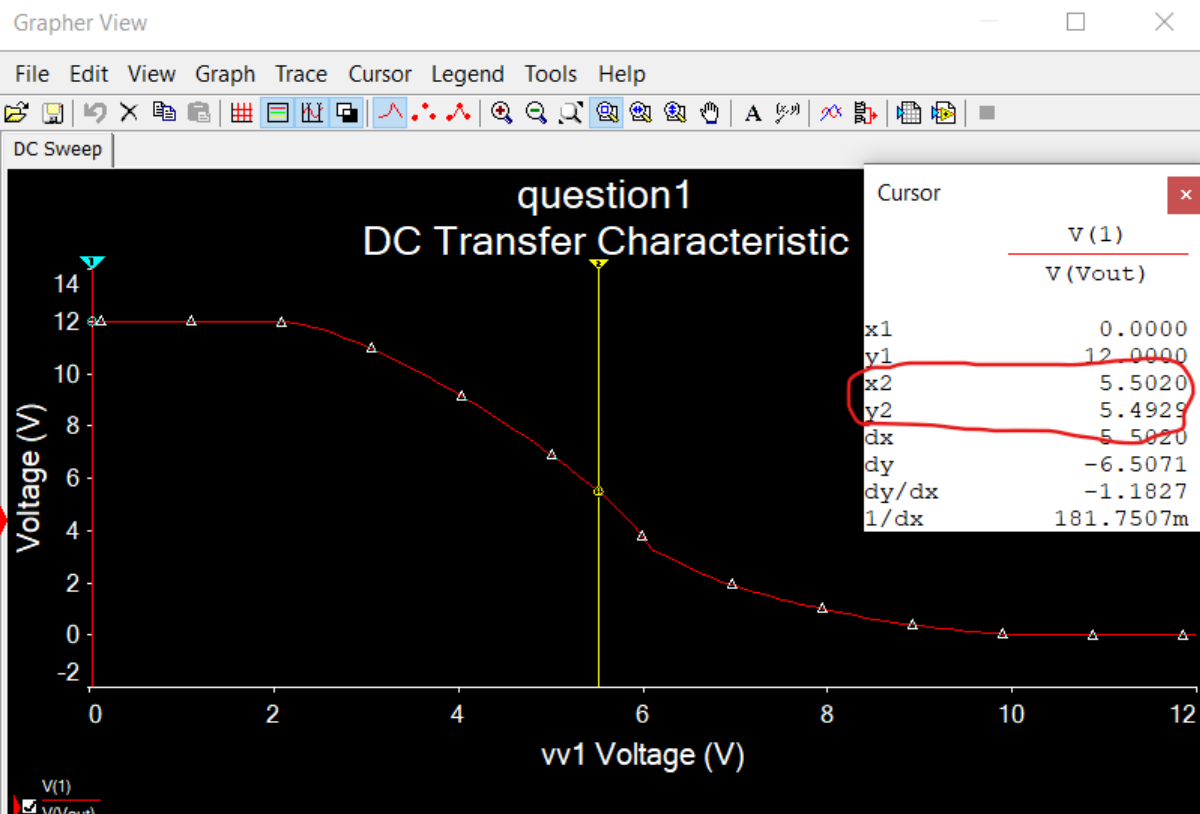 Grapher View
File Edit View Graph Trace Cursor Legend Tools Help
A (x,y)
DC Sweep
question1
DC Transfer Characteristic
1
2
14
12
10
8
6
4
2
0
-2
Voltage (V)
0 2 4 6 8 10 12
vv1 Voltage (V)
V(1)
V(Vout)
Cursor
V(1)
V(Vout)
x1 0.0000
y1 12.0000
x2 5.5020
y2 5.4929
dx 5.5020
dy -6.5071
dy/dx -1.1827
1/dx 181.7507m